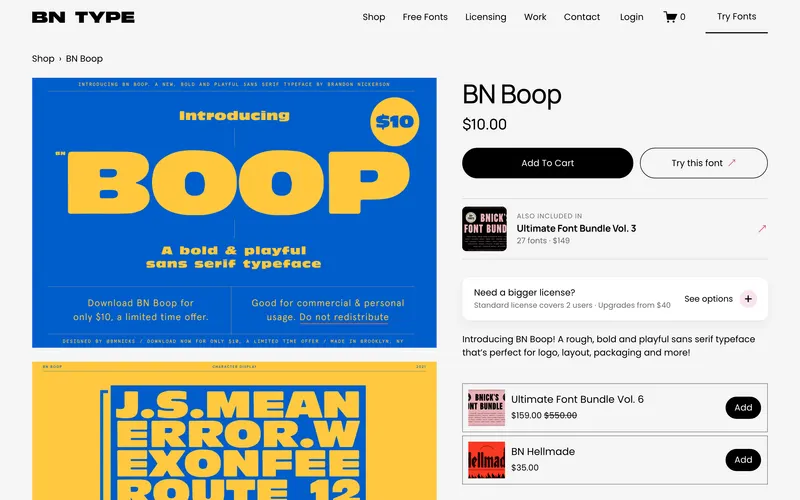 BN TYPE
Shop Free Fonts Licensing Work Contact Login 0 Try Fonts
Shop › BN Boop
INTRODUCING BN BOOP. A NEW, BOLD AND PLAYFUL SANS SERIF TYPEFACE BY BRANDON NICKERSON
Introducing
$10
BN
BOOP
A bold & playful
sans serif typeface
Download BN Boop for
only $10, a limited time offer.
Good for commercial & personal
usage. Do not redistribute
DESIGNED BY @BNICKS / DOWNLOAD NOW FOR ONLY $10, A LIMITED TIME OFFER / MADE IN BROOKLYN, NY
BN BOOP
CHARACTER DISPLAY
J.S.MEAN
ERROR.W
EXONFEE
ROUTE 12
BN Boop
$10.00
Add To Cart
Try this font
BNICK'S
FONT BUND
ALSO INCLUDED IN
Ultimate Font Bundle Vol. 3
27 fonts · $149
Need a bigger license?
Standard license covers 2 users · Upgrades from $40
See options +
Introducing BN Boop! A rough, bold and playful sans serif typeface
that's perfect for logo, layout, packaging and more!
BNICK'S
FONT BUNDLE
Ultimate Font Bundle Vol. 6
$159.00 $550.00
Add
Hellmad
BN Hellmade
$35.00
Add